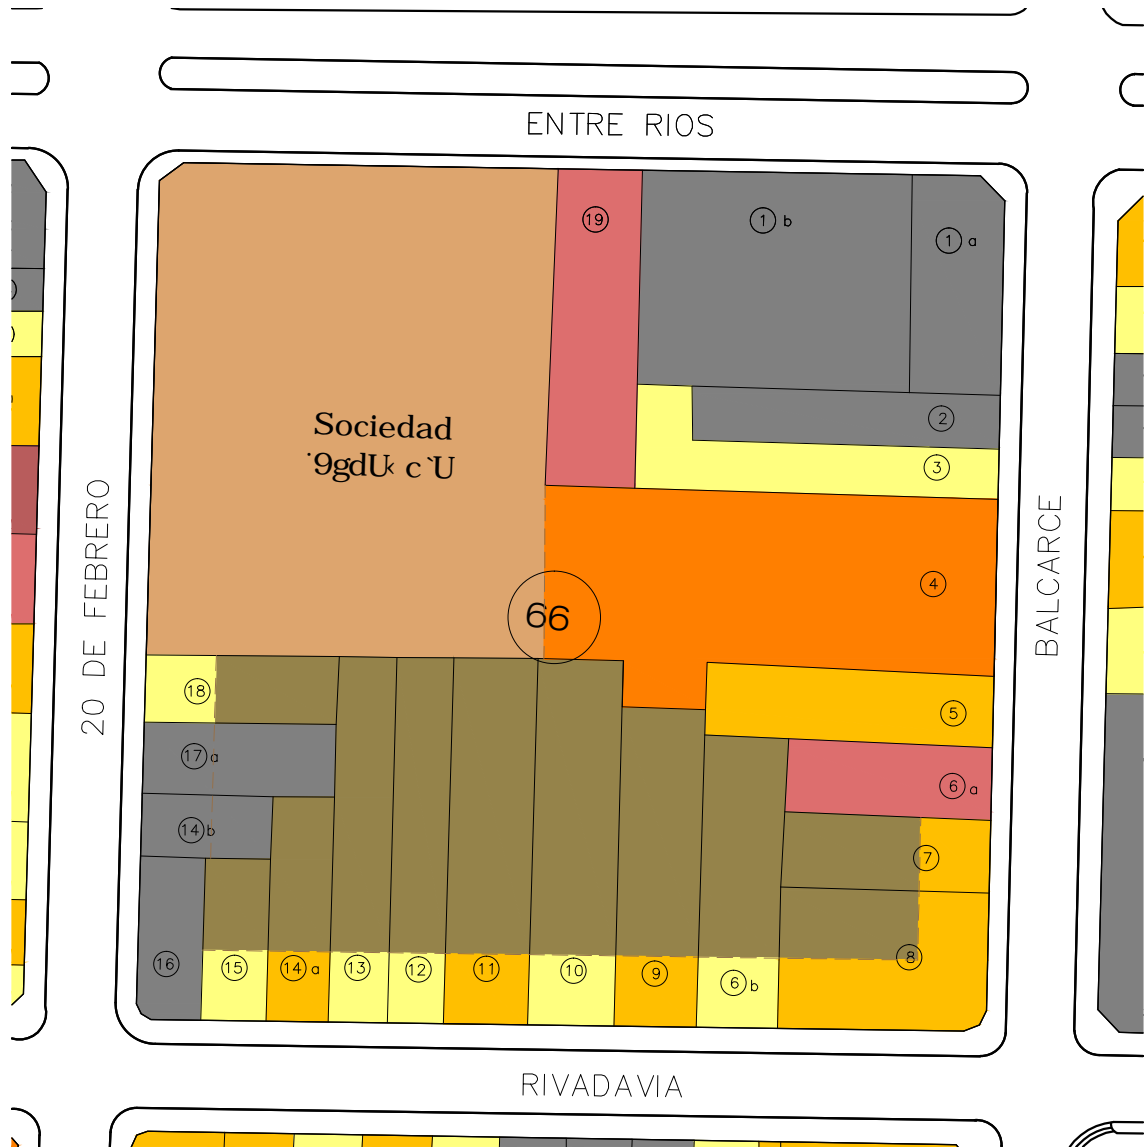 ENTRE RIOS
19
1 b
1 a
2
Sociedad
3
20 DE FEBRERO
BALCARCE
4
66
18
5
17 a
6 a
14 b
7
8
16
15
14 a
13
12
11
10
9
6 b
RIVADAVIA